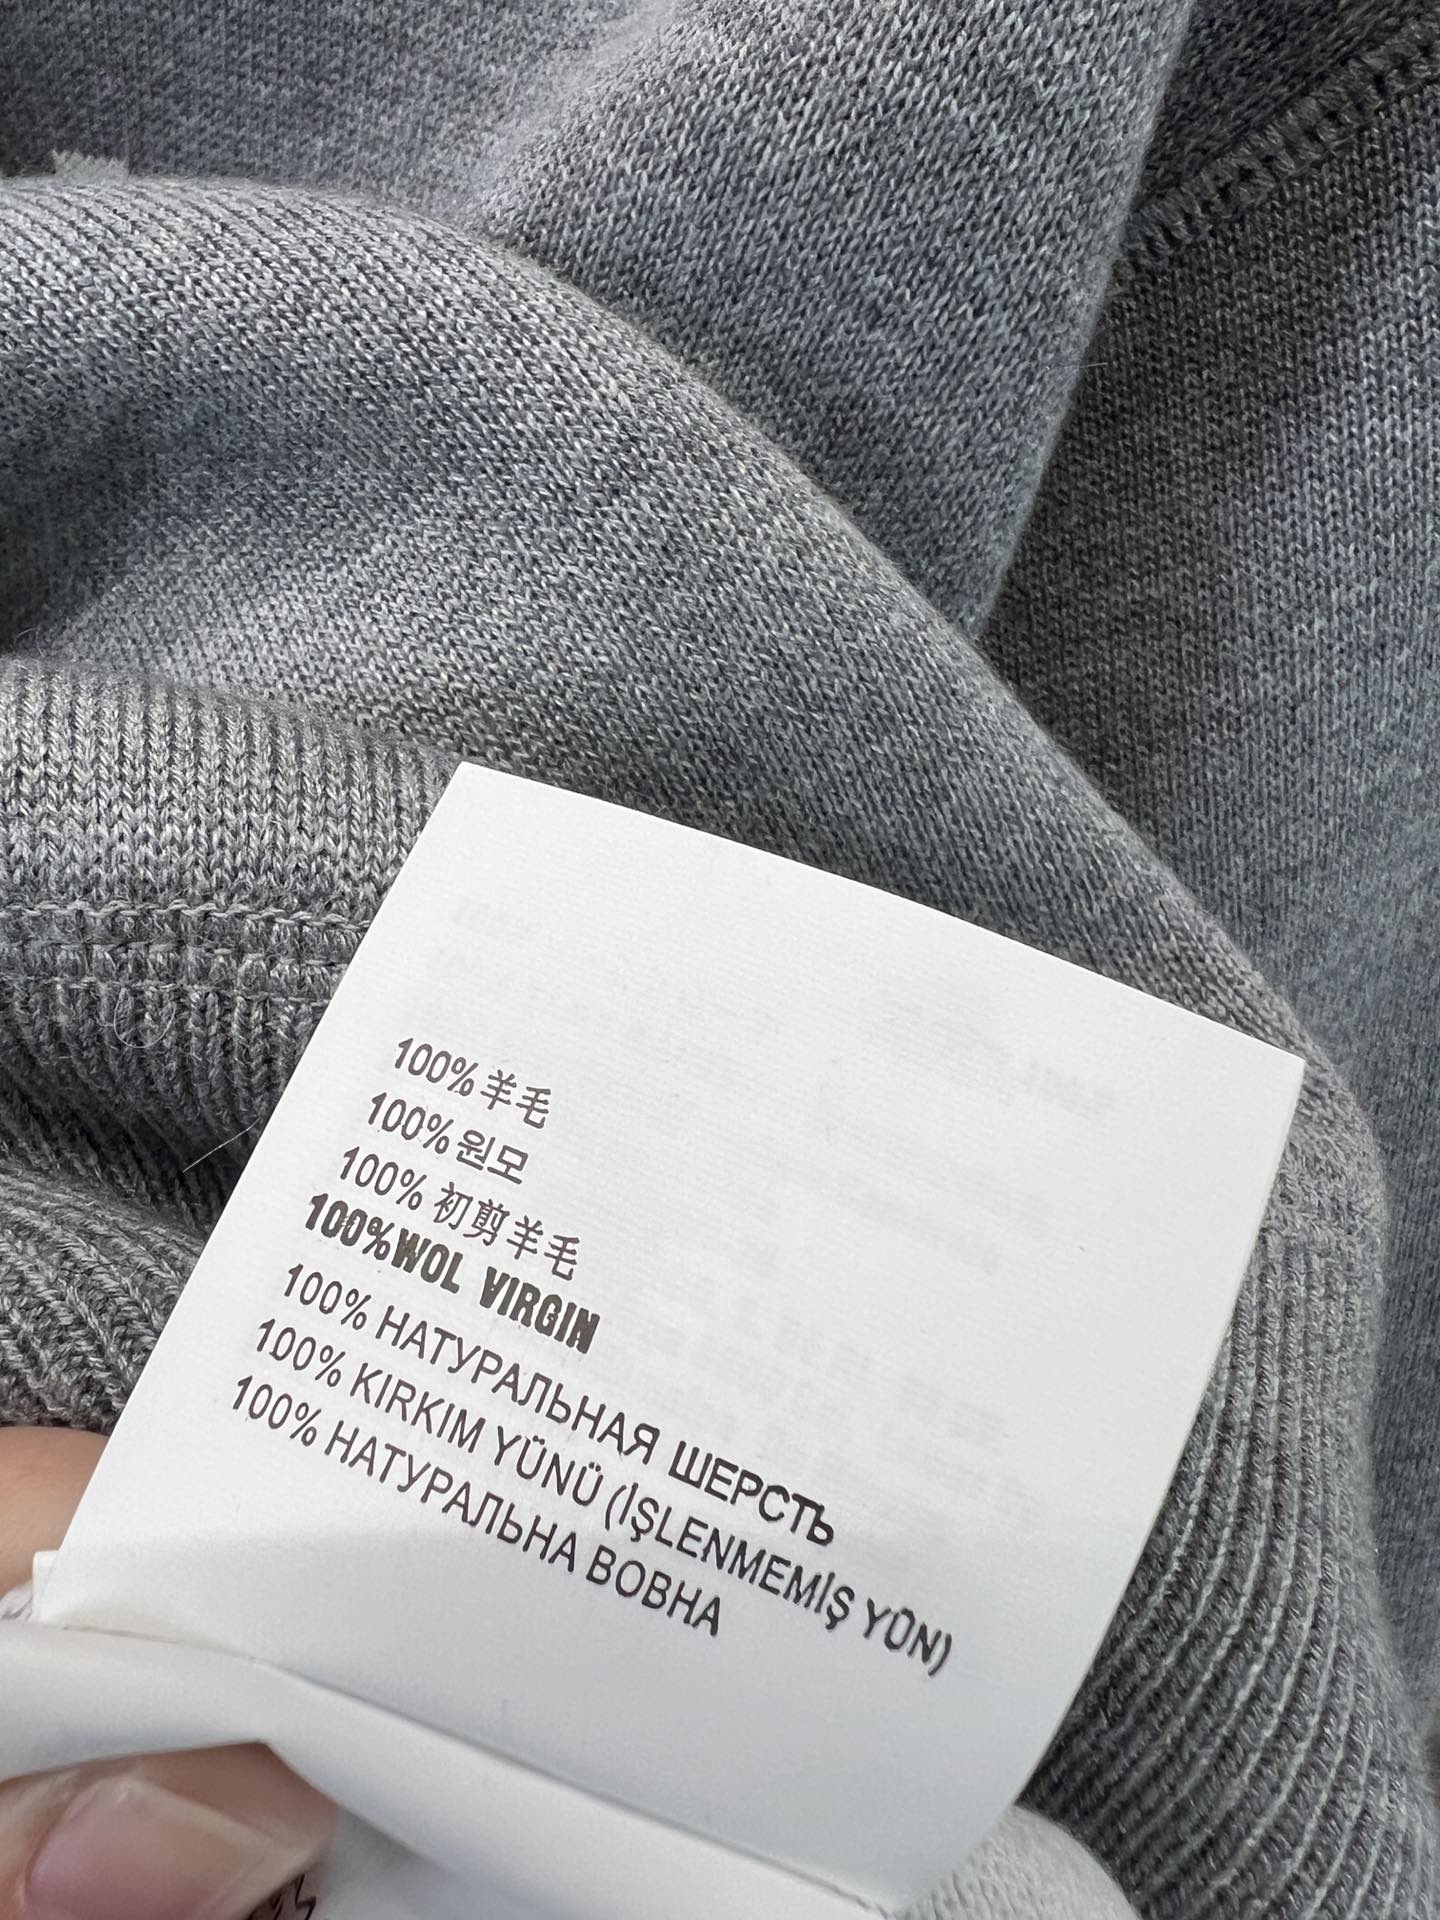 100%羊毛
100%원모
100% 初剪羊毛
100%WOL VIRGIN
100% НАТУРАЛЬНАЯ ШЕРСТЬ
100% KIRKIM YÜNÜ (İŞLENMEMİŞ YÜN)
100% НАТУРАЛЬНА ВОВНА